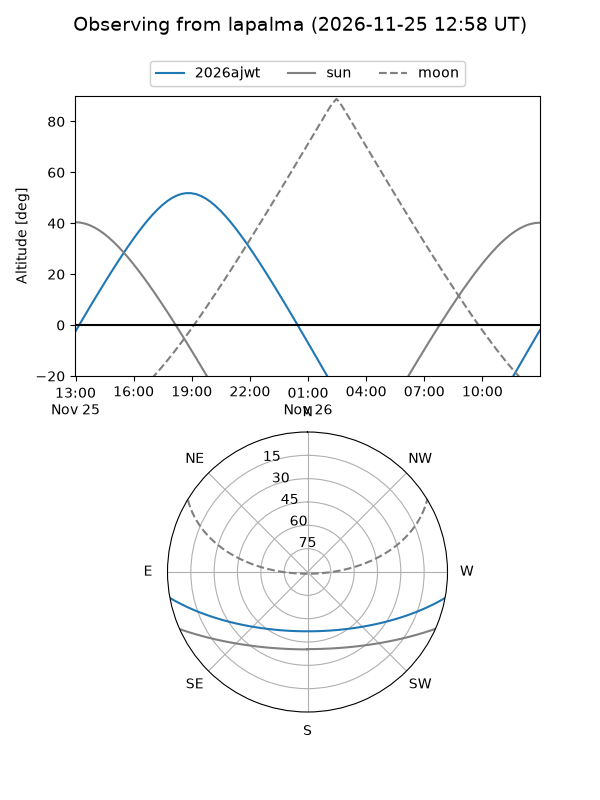 Observing from lapalma (2026-11-25 12:58 UT)
2026ajwt sun moon
Altitude [deg]
80
60
40
20
0
−20
13:00 16:00 19:00 22:00 01:00 04:00 07:00 10:00
Nov 25 Nov 26
N
NE NW
15
30
45
60
75
E W
SE SW
S